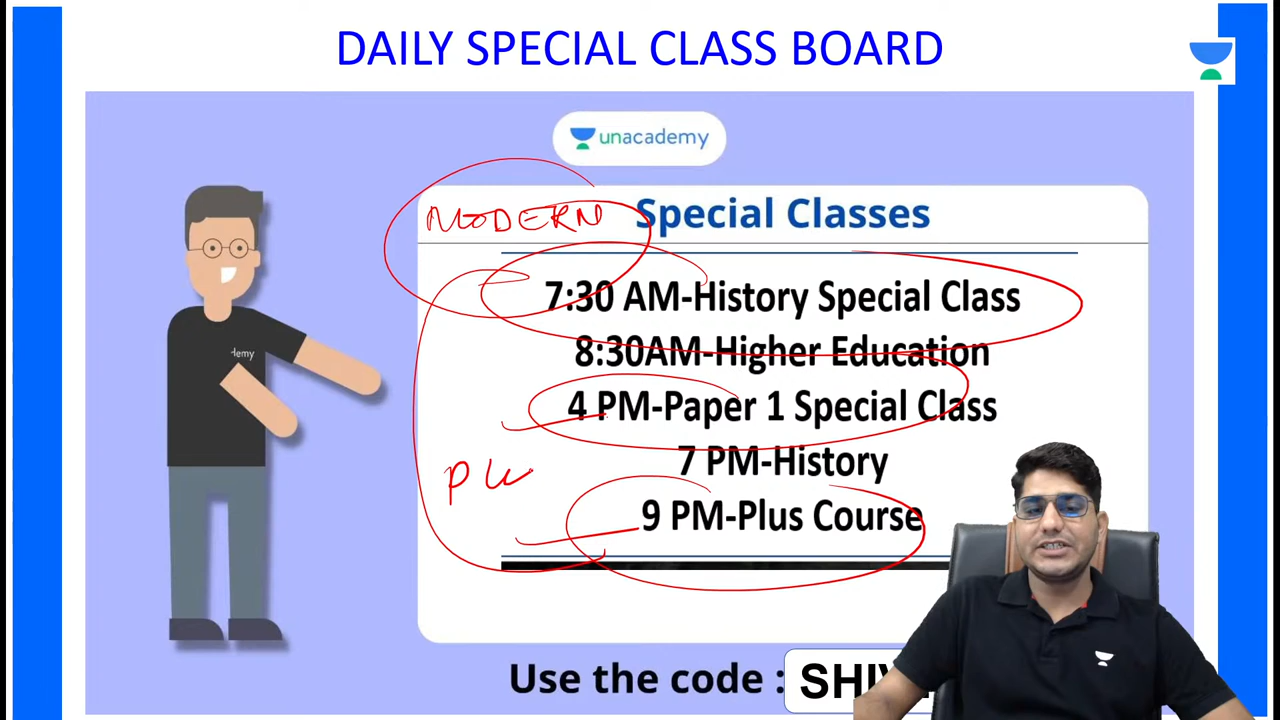 DAILY SPECIAL CLASS BOARD
unacademy
MODERN
Special Classes
7:30 AM-History Special Class
8:30AM-Higher Education
demy
4 PM-Paper 1 Special Class
7 PM-History
9 PM-Plus Course
Use the code :